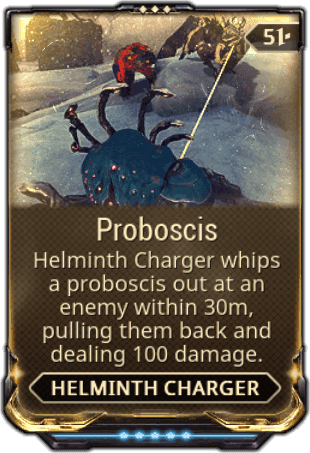 51
Proboscis
Helminth Charger whips
a proboscis out at an
enemy within 30m,
pulling them back and
dealing 100 damage.
HELMINTH CHARGER